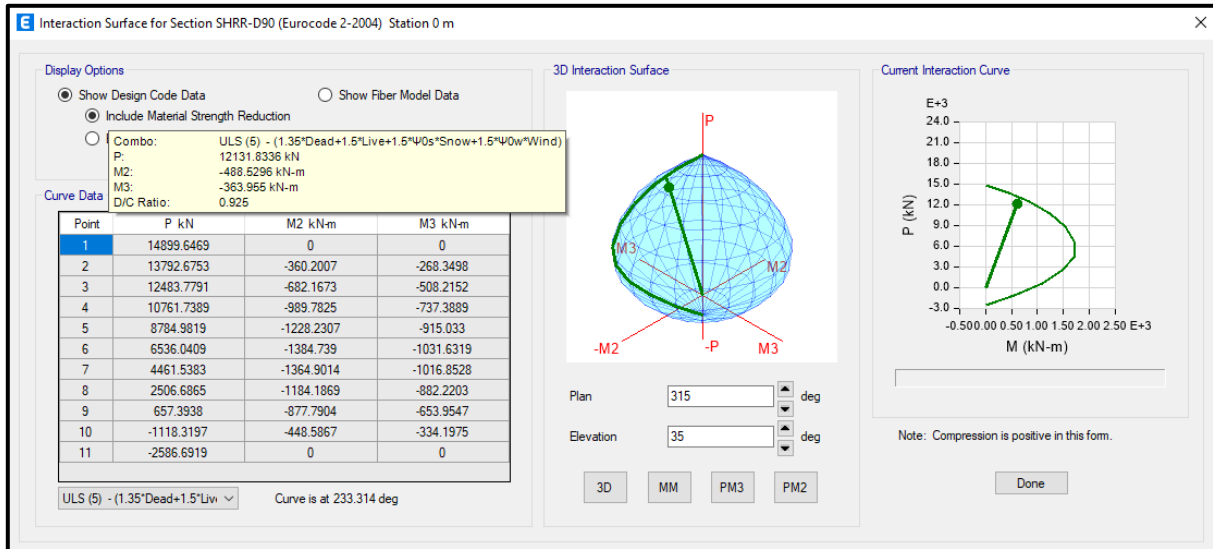 E Interaction Surface for Section SHRR-D90 (Eurocode 2-2004) Station 0 m
Display Options
Show Design Code Data
Show Fiber Model Data
Include Material Strength Reduction
Combo: ULS (5) - (1.35*Dead+1.5*Live+1.5*Ψ0s*Snow+1.5*Ψ0w*Wind)
P: 12131.8336 kN
M2: -488.5296 kN-m
M3: -363.955 kN-m
D/C Ratio: 0.925
Curve Data
Point P kN M2 kN-m M3 kN-m
1 14899.6469 0 0
2 13792.6753 -360.2007 -268.3498
3 12483.7791 -682.1673 -508.2152
4 10761.7389 -989.7825 -737.3889
5 8784.9819 -1228.2307 -915.033
6 6536.0409 -1384.739 -1031.6319
7 4461.5383 -1364.9014 -1016.8528
8 2506.6865 -1184.1869 -882.2203
9 657.3938 -877.7904 -653.9547
10 -1118.3197 -448.5867 -334.1975
11 -2586.6919 0 0
ULS (5) - (1.35*Dead+1.5*Liv
Curve is at 233.314 deg
3D Interaction Surface
P
M3
M2
-M2
-P
M3
Plan 315 deg
Elevation 35 deg
3D MM PM3 PM2
Current Interaction Curve
E+3
24.0
21.0
18.0
15.0
12.0
9.0
6.0
3.0
0.0
-3.0
P (kN)
-0.500.00 0.50 1.00 1.50 2.00 2.50 E+3
M (kN-m)
Note: Compression is positive in this form.
Done